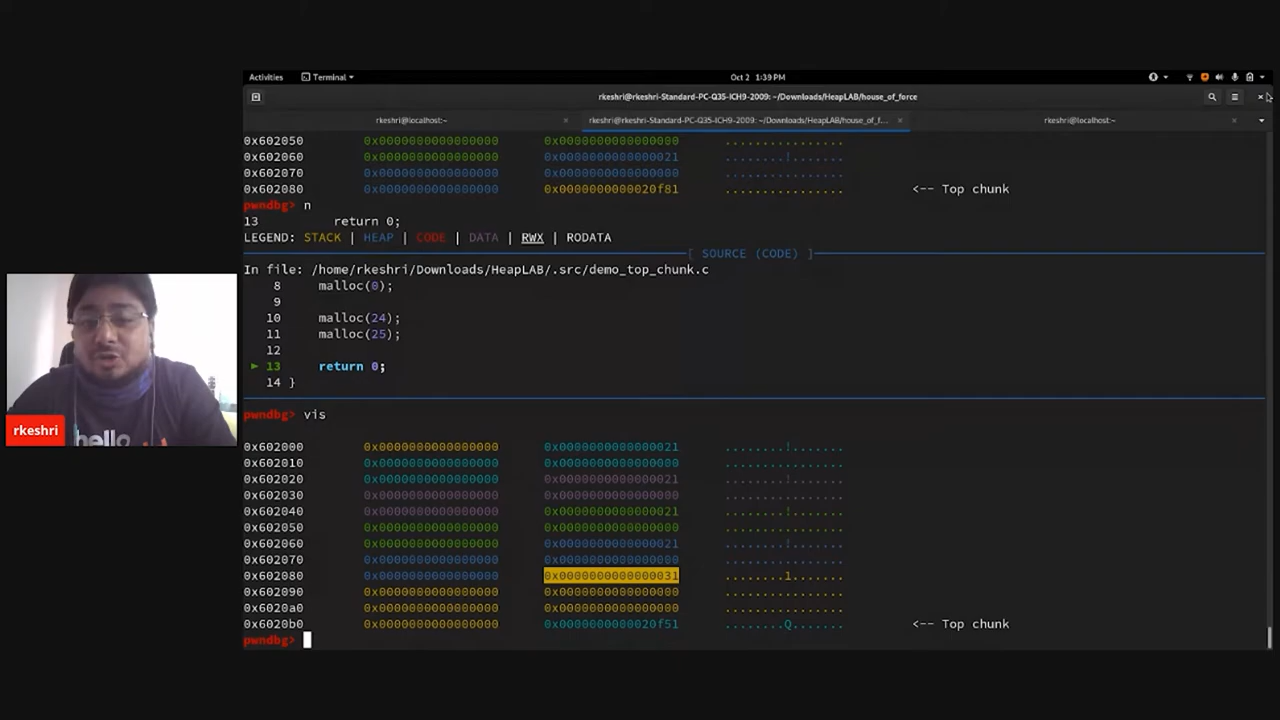 Activities Terminal Oct 2 1:39 PM
rkeshri@rkeshri-Standard-PC-Q35-ICH9-2009: ~/Downloads/HeapLAB/house_of_force
rkeshri@localhost:~ rkeshri@rkeshri-Standard-PC-Q35-ICH9-2009: ~/Downloads/HeapLAB/house_of_f... rkeshri@localhost:~
0x602050 0x0000000000000000 0x0000000000000000 ................
0x602060 0x0000000000000000 0x0000000000000021 ........!.......
0x602070 0x0000000000000000 0x0000000000000000 ................
0x602080 0x0000000000000000 0x0000000000020f81 ................ <-- Top chunk
pwndbg> n
13 return 0;
LEGEND: STACK | HEAP | CODE | DATA | RWX | RODATA
[ SOURCE (CODE) ]
In file: /home/rkeshri/Downloads/HeapLAB/.src/demo_top_chunk.c
8 malloc(0);
9
10 malloc(24);
11 malloc(25);
12
► 13 return 0;
14 }
pwndbg> vis
0x602000 0x0000000000000000 0x0000000000000021 ........!.......
0x602010 0x0000000000000000 0x0000000000000000 ................
0x602020 0x0000000000000000 0x0000000000000021 ........!.......
0x602030 0x0000000000000000 0x0000000000000000 ................
0x602040 0x0000000000000000 0x0000000000000021 ........!.......
0x602050 0x0000000000000000 0x0000000000000000 ................
0x602060 0x0000000000000000 0x0000000000000021 ........!.......
0x602070 0x0000000000000000 0x0000000000000000 ................
0x602080 0x0000000000000000 0x0000000000000031 ........1.......
0x602090 0x0000000000000000 0x0000000000000000 ................
0x6020a0 0x0000000000000000 0x0000000000000000 ................
0x6020b0 0x0000000000000000 0x0000000000020f51 ........Q....... <-- Top chunk
pwndbg>
rkeshri
hello